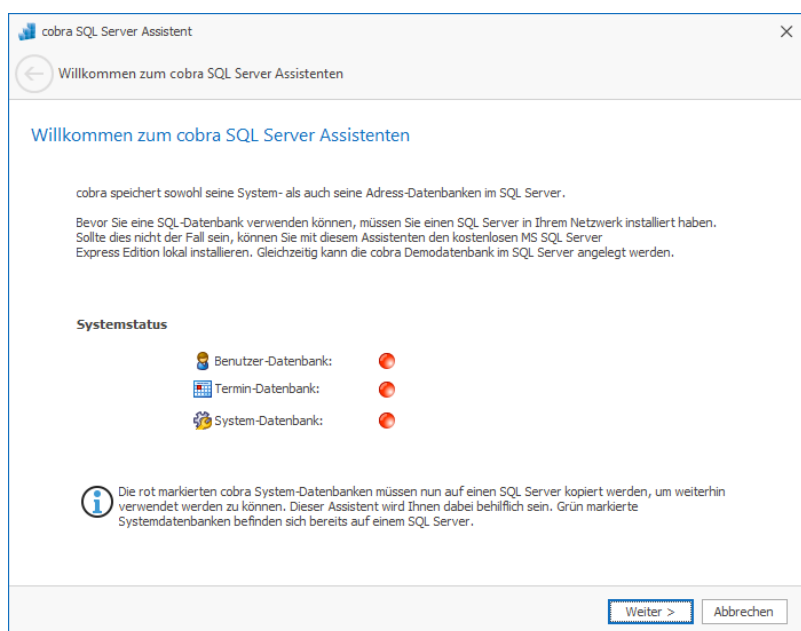 cobra SQL Server Assistent
Willkommen zum cobra SQL Server Assistenten
Willkommen zum cobra SQL Server Assistenten
cobra speichert sowohl seine System- als auch seine Adress-Datenbanken im SQL Server.
Bevor Sie eine SQL-Datenbank verwenden können, müssen Sie einen SQL Server in Ihrem Netzwerk installiert haben.
Sollte dies nicht der Fall sein, können Sie mit diesem Assistenten den kostenlosen MS SQL Server
Express Edition lokal installieren. Gleichzeitig kann die cobra Demodatenbank im SQL Server angelegt werden.
Systemstatus
Benutzer-Datenbank:
Termin-Datenbank:
System-Datenbank:
Die rot markierten cobra System-Datenbanken müssen nun auf einen SQL Server kopiert werden, um weiterhin
verwendet werden zu können. Dieser Assistent wird Ihnen dabei behilflich sein. Grün markierte
Systemdatenbanken befinden sich bereits auf einem SQL Server.
Weiter >
Abbrechen